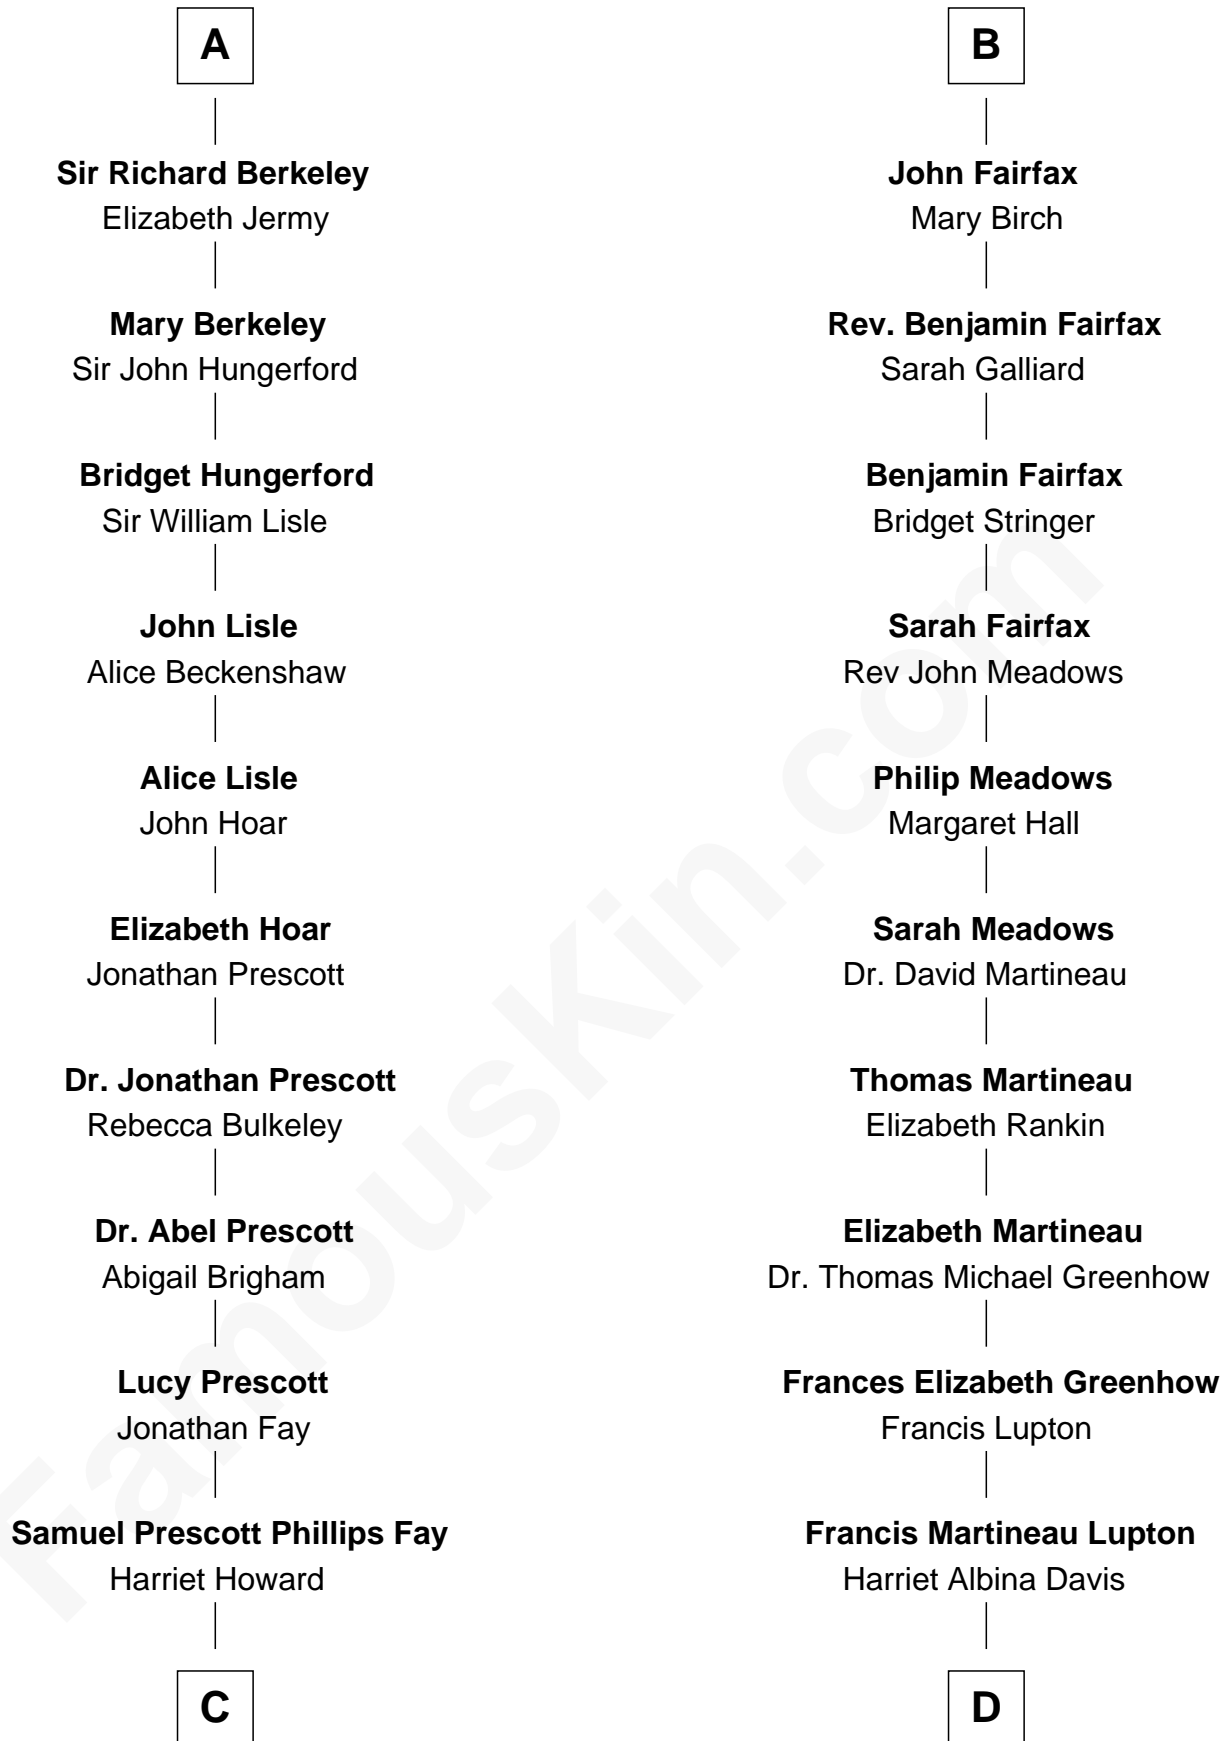 A
Sir Richard Berkeley
Elizabeth Jermy
Mary Berkeley
Sir John Hungerford
Bridget Hungerford
Sir William Lisle
John Lisle
Alice Beckenshaw
Alice Lisle
John Hoar
Elizabeth Hoar
Jonathan Prescott
Dr. Jonathan Prescott
Rebecca Bulkeley
Dr. Abel Prescott
Abigail Brigham
Lucy Prescott
Jonathan Fay
Samuel Prescott Phillips Fay
Harriet Howard
C
B
John Fairfax
Mary Birch
Rev. Benjamin Fairfax
Sarah Galliard
Benjamin Fairfax
Bridget Stringer
Sarah Fairfax
Rev John Meadows
Philip Meadows
Margaret Hall
Sarah Meadows
Dr. David Martineau
Thomas Martineau
Elizabeth Rankin
Elizabeth Martineau
Dr. Thomas Michael Greenhow
Frances Elizabeth Greenhow
Francis Lupton
Francis Martineau Lupton
Harriet Albina Davis
D
FamousKin.com